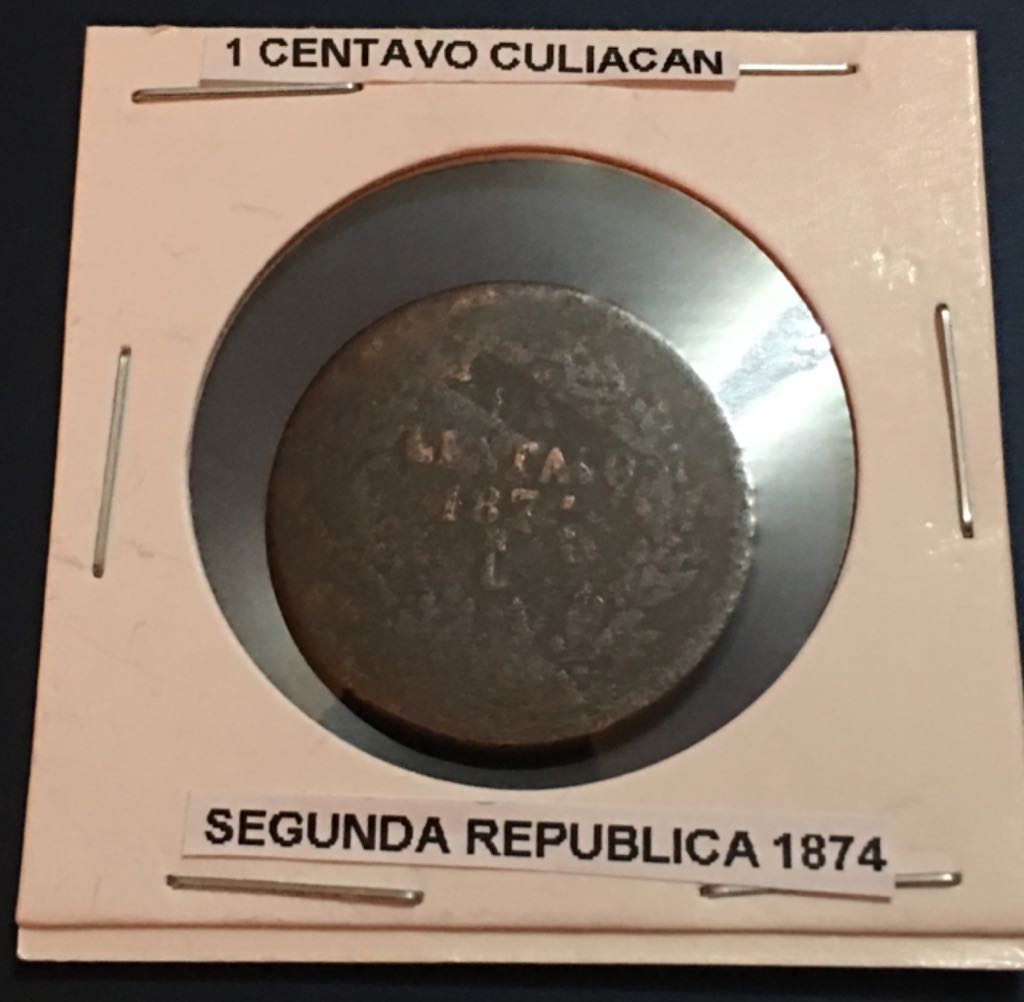 1 CENTAVO CULIACAN
SEGUNDA REPUBLICA 1874